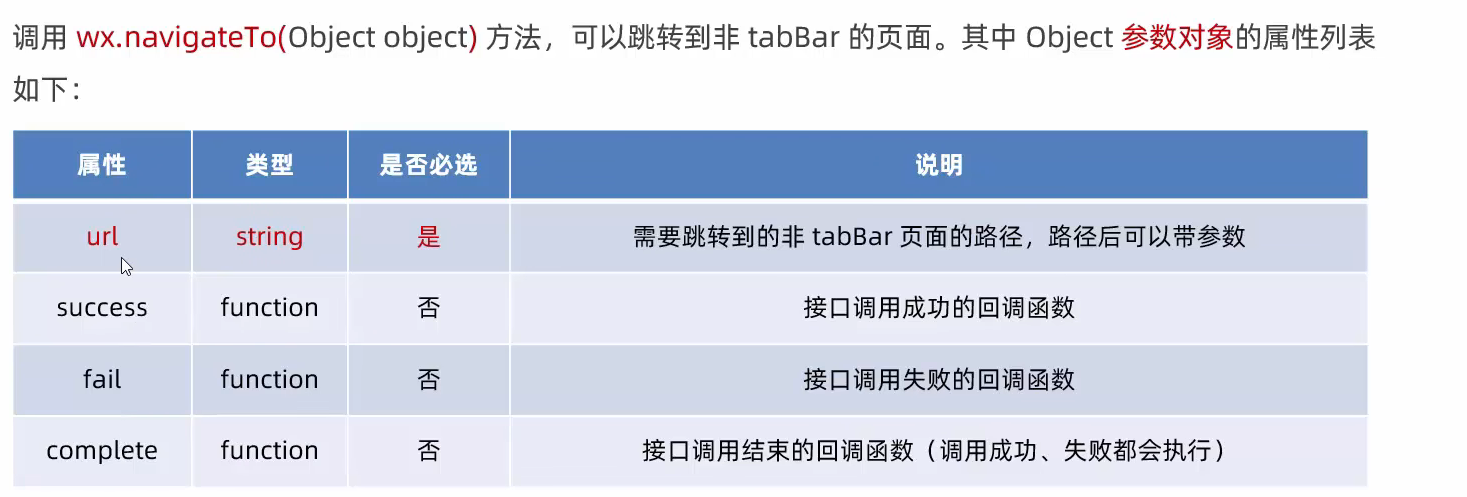 调用 wx.navigateTo(Object object) 方法，可以跳转到非 tabBar 的页面。其中 Object 参数对象的属性列表
如下：
属性 类型 是否必选 说明
url string 是 需要跳转到的非 tabBar 页面的路径，路径后可以带参数
success function 否 接口调用成功的回调函数
fail function 否 接口调用失败的回调函数
complete function 否 接口调用结束的回调函数（调用成功、失败都会执行）